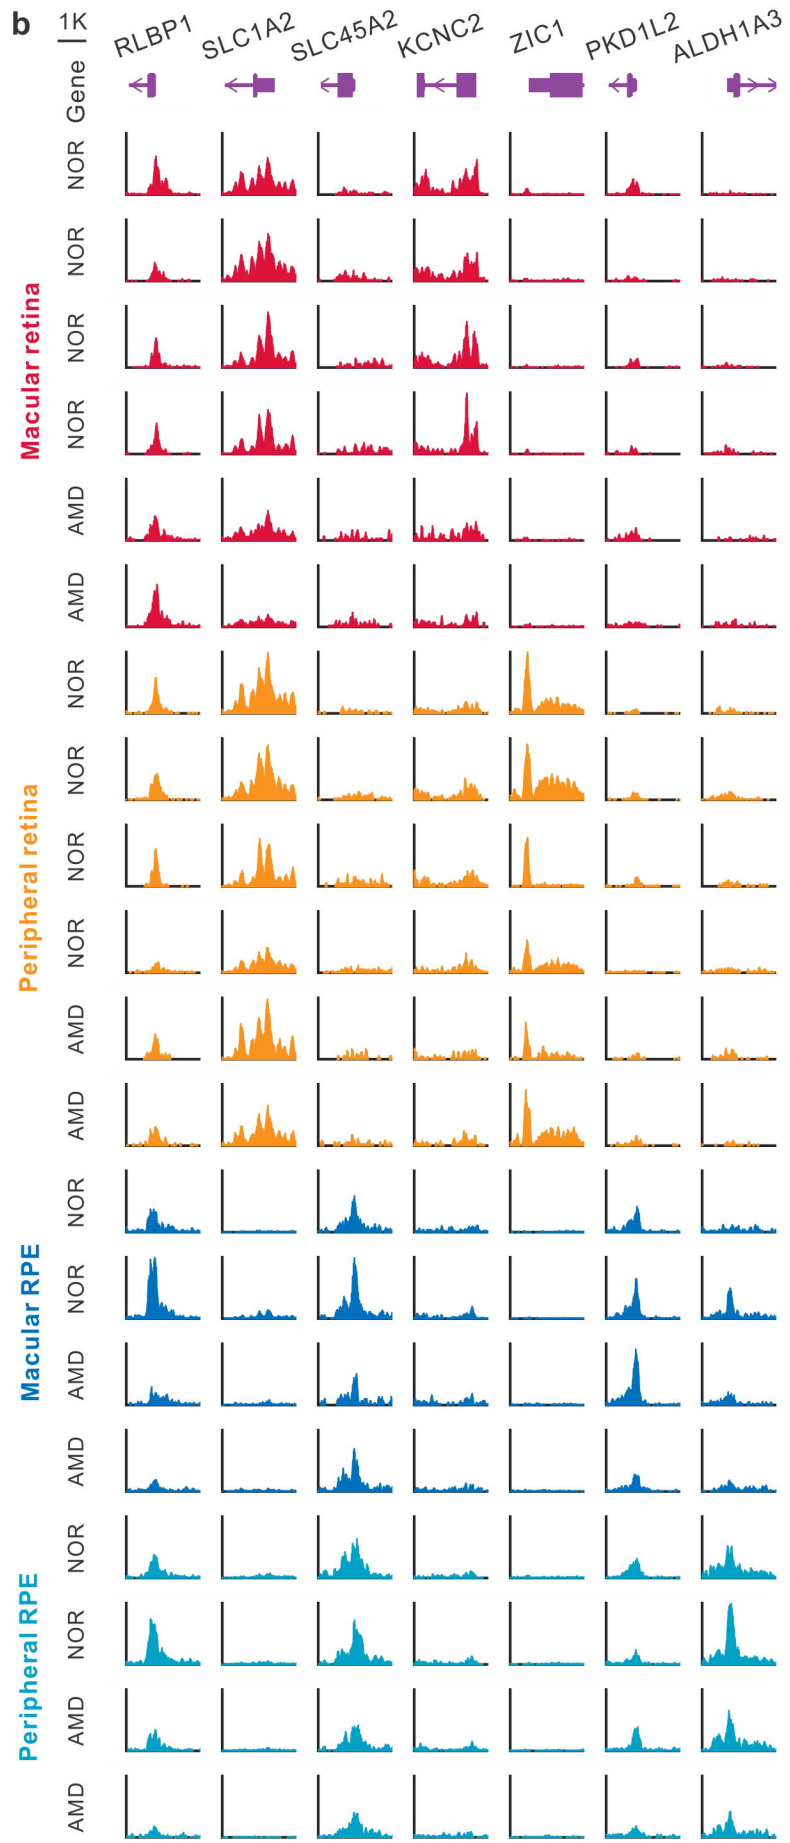 b
1K
RLBP1
SLC1A2
SLC45A2
KCNC2
ZIC1
PKD1L2
ALDH1A3
Gene
Macular retina
NOR
NOR
NOR
NOR
AMD
AMD
Peripheral retina
NOR
NOR
NOR
NOR
AMD
AMD
Macular RPE
NOR
NOR
AMD
AMD
Peripheral RPE
NOR
NOR
AMD
AMD